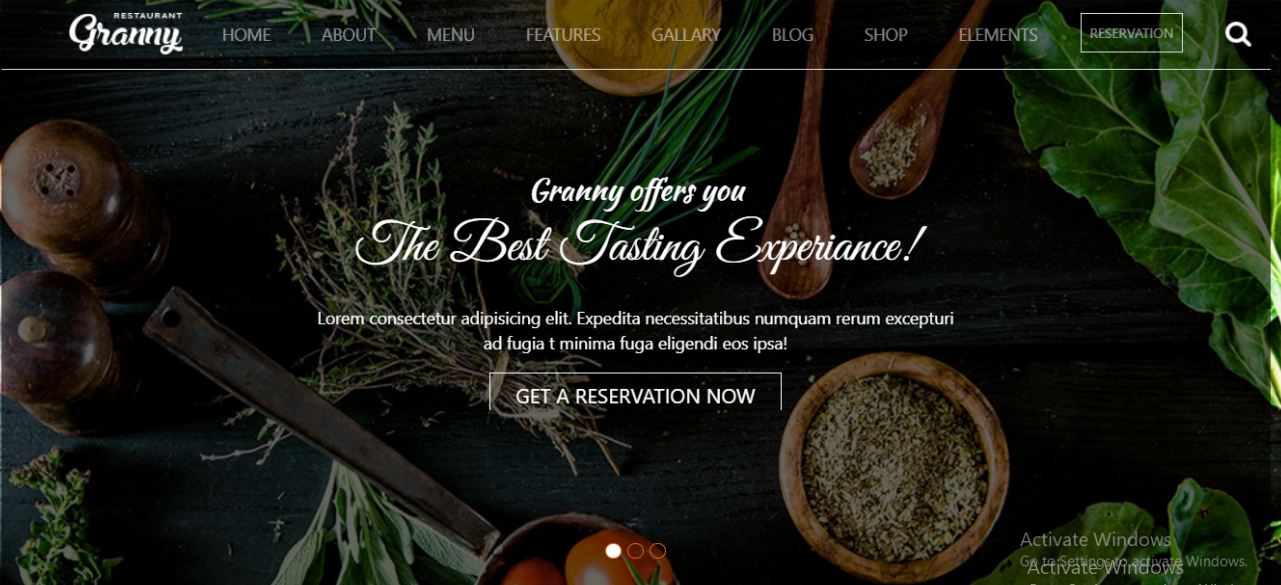 RESTAURANT
Granny
HOME ABOUT MENU FEATURES GALLARY BLOG SHOP ELEMENTS RESERVATION
Granny offers you
The Best Tasting Experiance!
Lorem consectetur adipisicing elit. Expedita necessitatibus numquam rerum excepturi
ad fugia t minima fuga eligendi eos ipsa!
GET A RESERVATION NOW
Activate Windows
Go to Settings to activate Windows.
Activate Windows